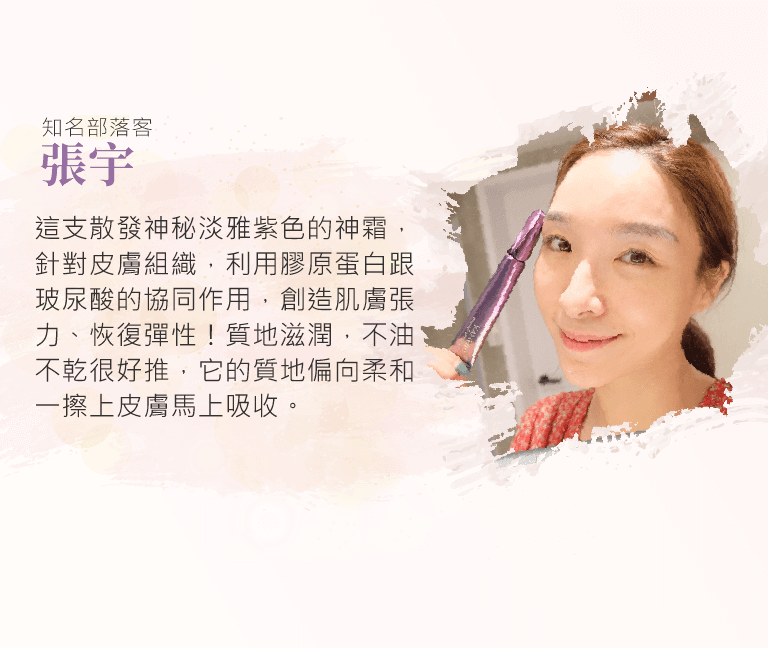 知名部落客
張宇
這支散發神秘淡雅紫色的神霜，
針對皮膚組織，利用膠原蛋白跟
玻尿酸的協同作用，創造肌膚張
力、恢復彈性！質地滋潤，不油
不乾很好推，它的質地偏向柔和
一擦上皮膚馬上吸收。